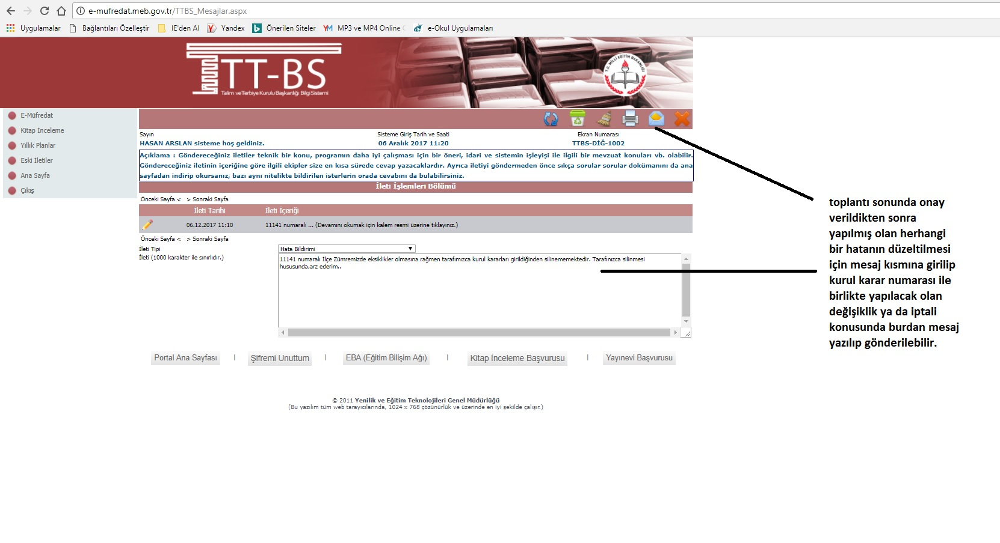 e-mufredat.meb.gov.tr/TTBS_Mesajlar.aspx
Uygulamalar Bağlantıları Özelleştir IE'den Al Yandex Önerilen Siteler MP3 ve MP4 Online e-Okul Uygulamaları
TT-BS
Talim ve Terbiye Kurulu Başkanlığı Bilgi Sistemi
T.C. MİLLİ EĞİTİM BAKANLIĞI
E-Müfredat
Kitap İnceleme
Yıllık Planlar
Eski İletiler
Ana Sayfa
Çıkış
Sayın Sisteme Giriş Tarih ve Saati Ekran Numarası
HASAN ARSLAN sisteme hoş geldiniz. 06 Aralık 2017 11:20 TTBS-DİĞ-1002
Açıklama : Göndereceğiniz iletiler teknik bir konu, programın daha iyi çalışması için bir öneri, idari ve sistemin işleyişi ile ilgili bir mevzuat konuları vb. olabilir.
Göndereceğiniz iletinin içeriğine göre ilgili ekipler size en kısa sürede cevap yazacaklardır. Ayrıca iletiyi göndermeden önce sıkça sorular sorular dokümanını da ana
sayfadan indirip okursanız, bazı aynı nitelikte bildirilen isterlerin orada cevabını da bulabilirsiniz.
İleti İşlemleri Bölümü
Önceki Sayfa < > Sonraki Sayfa
İleti Tarihi İleti İçeriği
06.12.2017 11:10 11141 numaralı ... (Devamını okumak için kalem resmi üzerine tıklayınız.)
Önceki Sayfa < > Sonraki Sayfa
İleti Tipi Hata Bildirimi
İleti (1000 karakter ile sınırlıdır.)
11141 numaralı İlçe Zümremizde eksiklikler olmasına rağmen tarafımızca kurul kararları girildiğinden silinememektedir. Tarafınızca silinmesi
hususunda,arz ederim..
toplantı sonunda onay
verildikten sonra
yapılmış olan herhangi
bir hatanın düzeltilmesi
için mesaj kısmına girilip
kurul karar numarası ile
birlikte yapılacak olan
değişiklik ya da iptali
konusunda burdan mesaj
yazılıp gönderilebilir.
Portal Ana Sayfası | Şifremi Unuttum | EBA (Eğitim Bilişim Ağı) | Kitap İnceleme Başvurusu | Yayınevi Başvurusu
© 2011 Yenilik ve Eğitim Teknolojileri Genel Müdürlüğü
(Bu yazılım tüm web tarayıcılarında, 1024 x 768 çözünürlük ve üzerinde en iyi şekilde çalışır.)